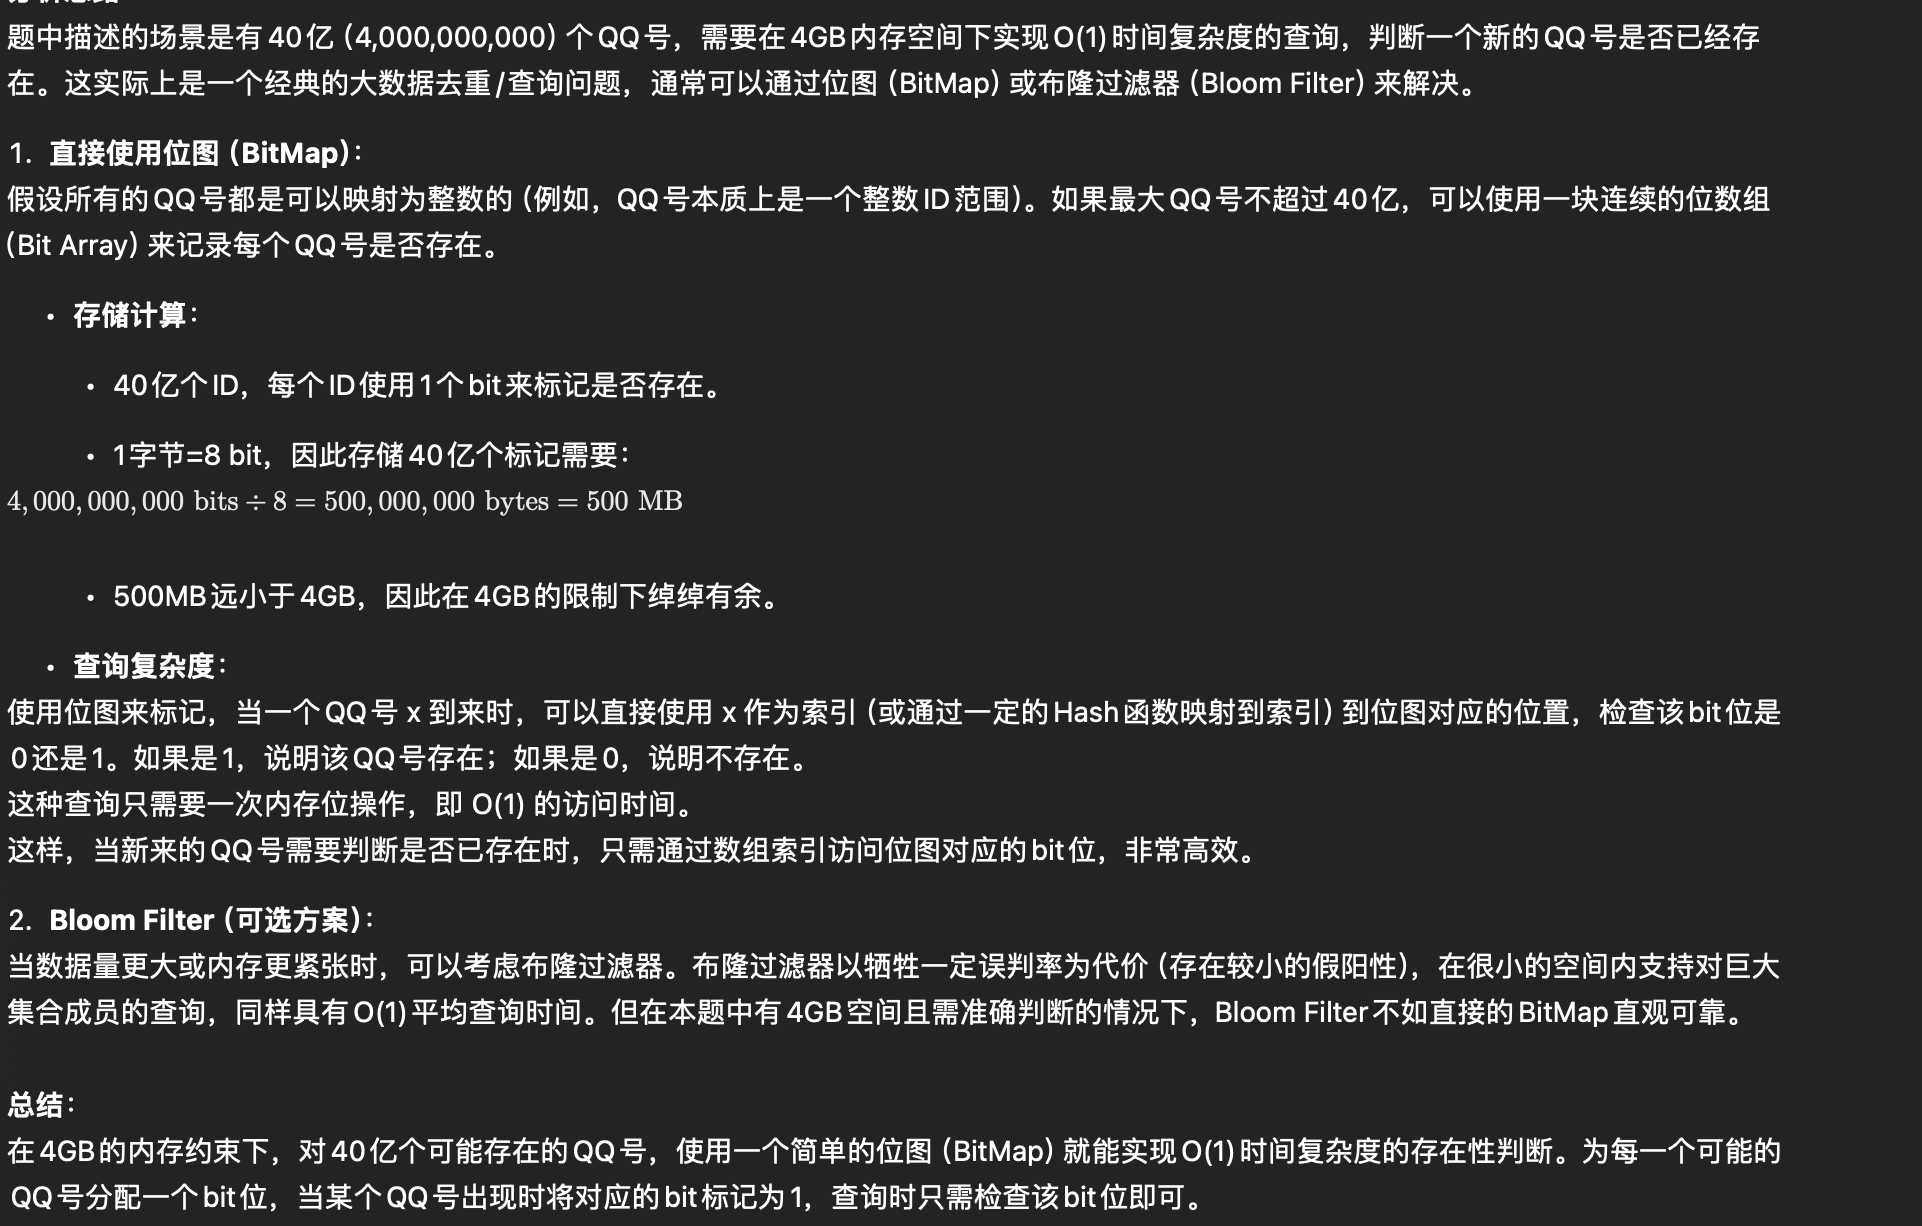 题中描述的场景是有40亿（4,000,000,000）个QQ号，需要在4GB内存空间下实现O(1)时间复杂度的查询，判断一个新的QQ号是否已经存
在。这实际上是一个经典的大数据去重/查询问题，通常可以通过位图（BitMap）或布隆过滤器（Bloom Filter）来解决。
1. 直接使用位图（BitMap）：
假设所有的QQ号都是可以映射为整数的（例如，QQ号本质上是一个整数ID范围）。如果最大QQ号不超过40亿，可以使用一块连续的位数组
（Bit Array）来记录每个QQ号是否存在。
• 存储计算：
• 40亿个ID，每个ID使用1个bit来标记是否存在。
• 1字节=8 bit，因此存储40亿个标记需要：
4,000,000,000 bits ÷ 8 = 500,000,000 bytes = 500 MB
• 500MB远小于4GB，因此在4GB的限制下绰绰有余。
• 查询复杂度：
使用位图来标记，当一个QQ号 x 到来时，可以直接使用 x 作为索引（或通过一定的Hash函数映射到索引）到位图对应的位置，检查该bit位是
0还是1。如果是1，说明该QQ号存在；如果是0，说明不存在。
这种查询只需要一次内存位操作，即 O(1) 的访问时间。
这样，当新来的QQ号需要判断是否已存在时，只需通过数组索引访问位图对应的bit位，非常高效。
2. Bloom Filter（可选方案）：
当数据量更大或内存更紧张时，可以考虑布隆过滤器。布隆过滤器以牺牲一定误判率为代价（存在较小的假阳性），在很小的空间内支持对巨大
集合成员的查询，同样具有O(1)平均查询时间。但在本题中有4GB空间且需准确判断的情况下，Bloom Filter不如直接的BitMap直观可靠。
总结：
在4GB的内存约束下，对40亿个可能存在的QQ号，使用一个简单的位图（BitMap）就能实现O(1)时间复杂度的存在性判断。为每一个可能的
QQ号分配一个bit位，当某个QQ号出现时将对应的bit标记为1，查询时只需检查该bit位即可。